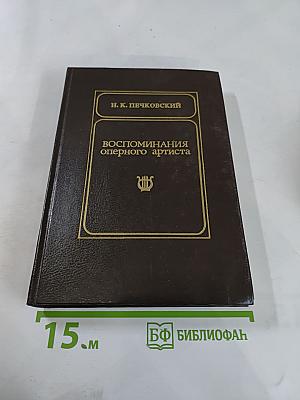 Н. К. ПЕЧКОВСКИЙ
ВОСПОМИНАНИЯ
оперного артиста
15.м
БФ БИБЛИОФАН